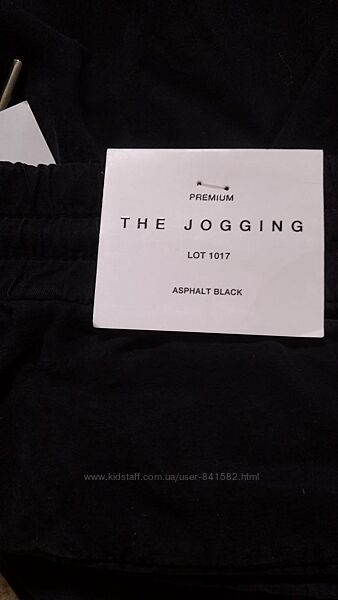 PREMIUM
THE JOGGING
LOT 1017
ASPHALT BLACK
www.kidstaff.com.ua/user-841582.html